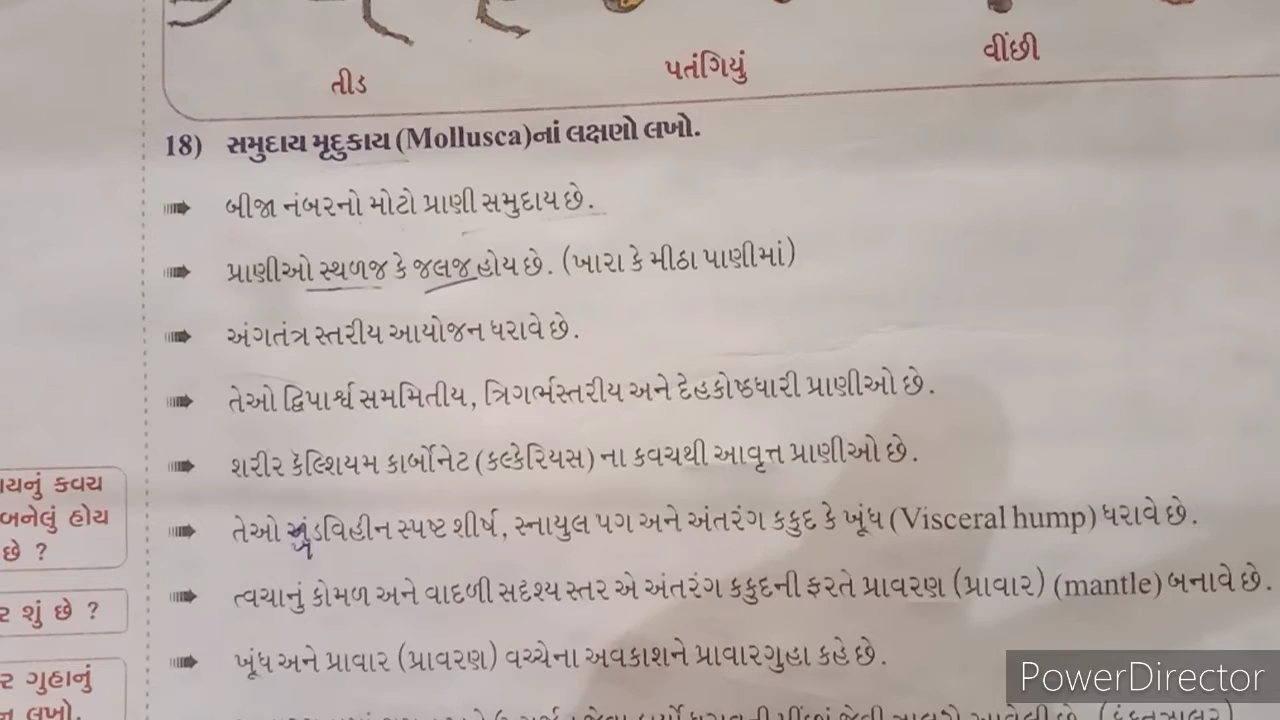 તીડ
પતંગિયું
વીંછી
18) સમુદાય મૃદુકાય (Mollusca)નાં લક્ષણો લખો.
બીજા નંબરનો મોટો પ્રાણી સમુદાય છે.
પ્રાણીઓ સ્થળજ કે જલજ હોય છે. (ખારા કે મીઠા પાણીમાં)
અંગતંત્ર સ્તરીય આયોજન ધરાવે છે.
તેઓ દ્વિપાર્શ્વ સમમિતીય, ત્રિગર્ભસ્તરીય અને દેહકોષ્ઠધારી પ્રાણીઓ છે.
શરીર કૅલ્શિયમ કાર્બોનેટ (કલ્કેરિયસ) ના કવચથી આવૃત્ત પ્રાણીઓ છે.
તેઓ ખંડવિહીન સ્પષ્ટ શીર્ષ, સ્નાયુલ પગ અને અંતરંગ કકુદ કે ખૂંધ (Visceral hump) ધરાવે છે.
ત્વચાનું કોમળ અને વાદળી સદૃશ્ય સ્તર એ અંતરંગ કકુદની ફરતે પ્રાવરણ (પ્રાવાર) (mantle) બનાવે છે.
ખૂંધ અને પ્રાવાર (પ્રાવરણ) વચ્ચેના અવકાશને પ્રાવારગુહા કહે છે.
યનું કવચ
બનેલું હોય
છે ?
ર શું છે ?
ર ગુહાનું
લખો.
PowerDirector